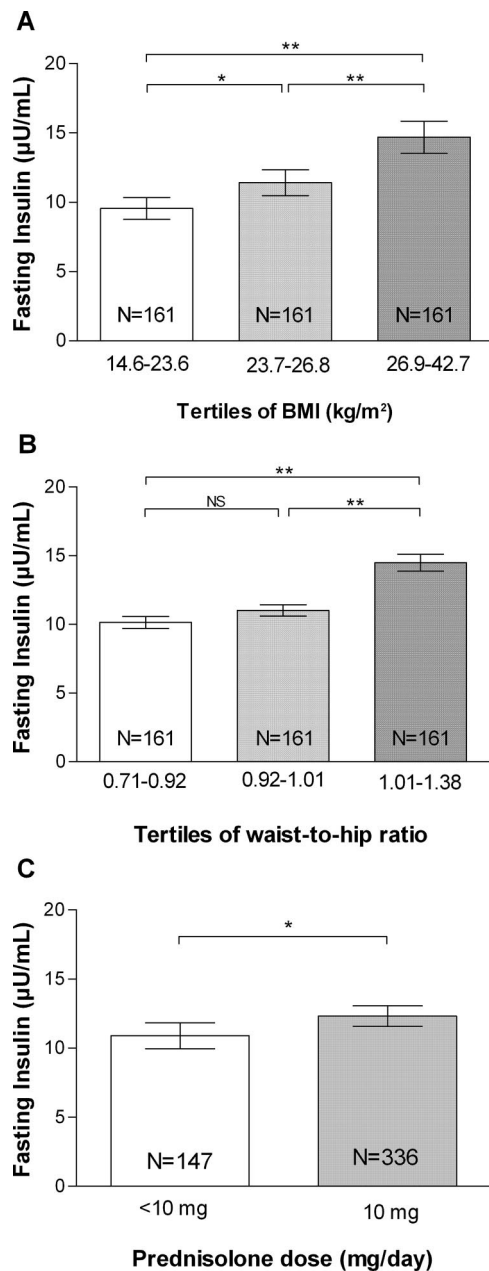 A
**
*
**
20
15
10
5
0
Fasting Insulin (µU/mL)
N=161
N=161
N=161
14.6-23.6
23.7-26.8
26.9-42.7
Tertiles of BMI (kg/m²)
B
**
NS
**
20
15
10
5
0
Fasting Insulin (µU/mL)
N=161
N=161
N=161
0.71-0.92
0.92-1.01
1.01-1.38
Tertiles of waist-to-hip ratio
C
*
20
15
10
5
0
Fasting Insulin (µU/mL)
N=147
N=336
<10 mg
10 mg
Prednisolone dose (mg/day)